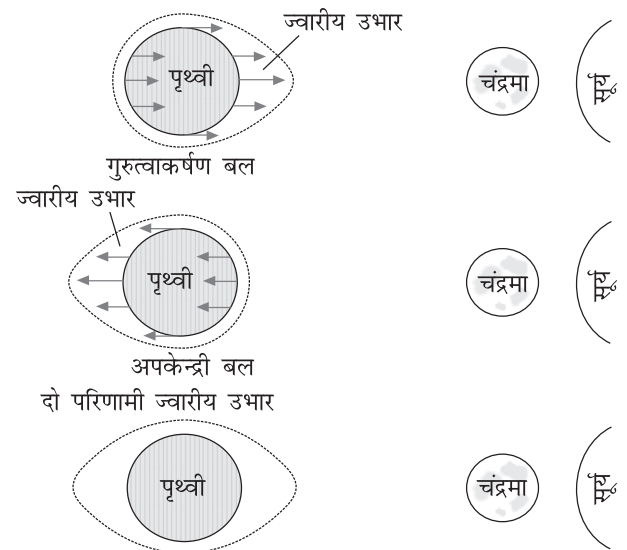 ज्वारीय उभार
पृथ्वी
चंद्रमा
सूर्य
गुरुत्वाकर्षण बल
ज्वारीय उभार
पृथ्वी
चंद्रमा
सूर्य
अपकेन्द्री बल
दो परिणामी ज्वारीय उभार
पृथ्वी
चंद्रमा
सूर्य